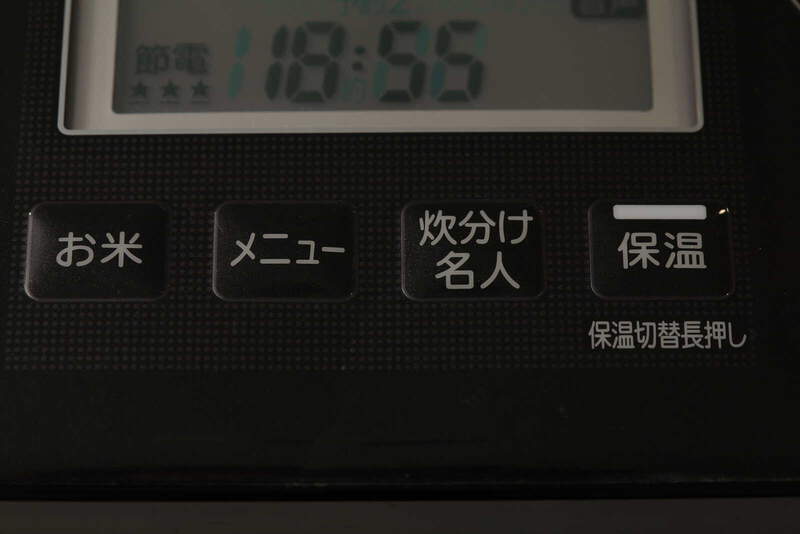 節電
★★★ 18:55
お米
メニュー
炊分け
名人
保温
保温切替長押し